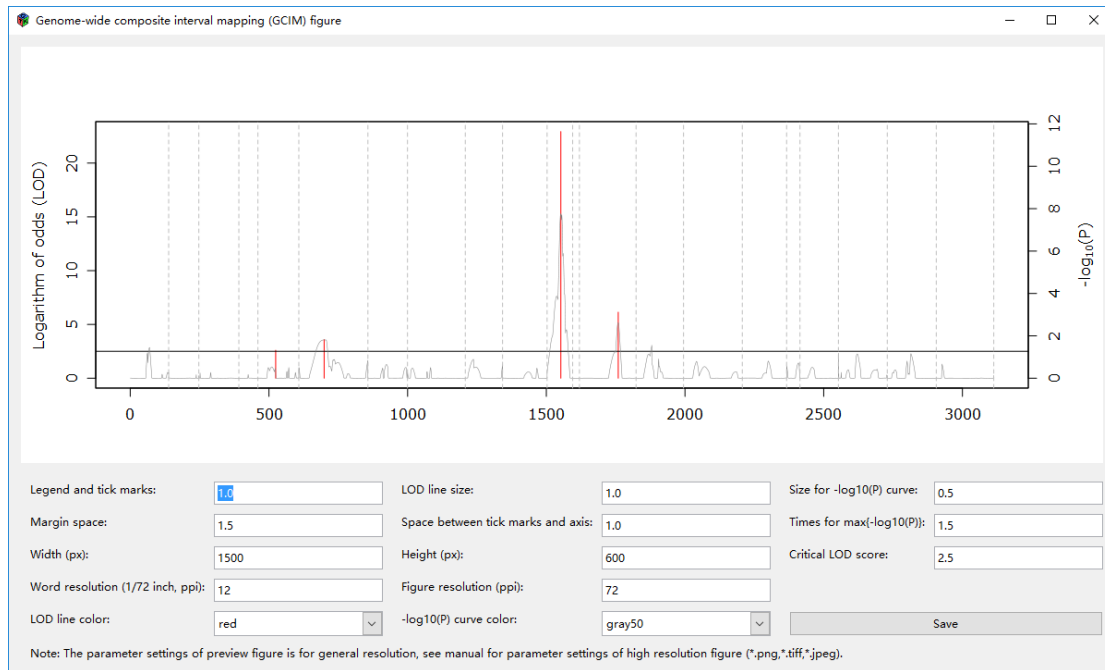 Genome-wide composite interval mapping (GCIM) figure
Logarithm of odds (LOD)
0 5 10 15 20
-log10(P)
0 2 4 6 8 10 12
0 500 1000 1500 2000 2500 3000
Legend and tick marks: 1.0 LOD line size: 1.0 Size for -log10(P) curve: 0.5
Margin space: 1.5 Space between tick marks and axis: 1.0 Times for max{-log10(P)}: 1.5
Width (px): 1500 Height (px): 600 Critical LOD score: 2.5
Word resolution (1/72 inch, ppi): 12 Figure resolution (ppi): 72
LOD line color: red -log10(P) curve color: gray50 Save
Note: The parameter settings of preview figure is for general resolution, see manual for parameter settings of high resolution figure (*.png,*.tiff,*.jpeg).